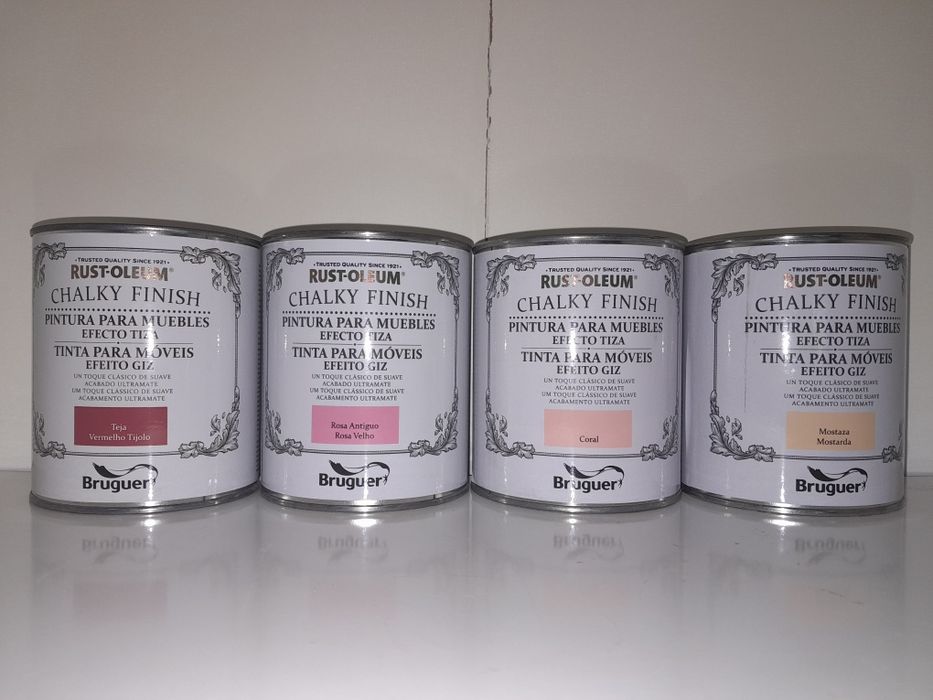 •TRUSTED QUALITY SINCE 1921•
RUST-OLEUM®
CHALKY FINISH
PINTURA PARA MUEBLES
EFECTO TIZA
TINTA PARA MÓVEIS
EFEITO GIZ
UN TOQUE CLÁSICO DE SUAVE
ACABADO ULTRAMATE
UM TOQUE CLÁSSICO DE SUAVE
ACABAMENTO ULTRAMATE
Teja
Vermelho Tijolo
Bruguer
•TRUSTED QUALITY SINCE 1921•
RUST-OLEUM®
CHALKY FINISH
PINTURA PARA MUEBLES
EFECTO TIZA
TINTA PARA MÓVEIS
EFEITO GIZ
UN TOQUE CLÁSICO DE SUAVE
ACABADO ULTRAMATE
UM TOQUE CLÁSSICO DE SUAVE
ACABAMENTO ULTRAMATE
Rosa Antiguo
Rosa Velho
Bruguer
•TRUSTED QUALITY SINCE 1921•
RUST-OLEUM®
CHALKY FINISH
PINTURA PARA MUEBLES
EFECTO TIZA
TINTA PARA MÓVEIS
EFEITO GIZ
UN TOQUE CLÁSICO DE SUAVE
ACABADO ULTRAMATE
UM TOQUE CLÁSSICO DE SUAVE
ACABAMENTO ULTRAMATE
Coral
Bruguer
•TRUSTED QUALITY SINCE 1921•
RUST-OLEUM®
CHALKY FINISH
PINTURA PARA MUEBLES
EFECTO TIZA
TINTA PARA MÓVEIS
EFEITO GIZ
UN TOQUE CLÁSICO DE SUAVE
ACABADO ULTRAMATE
UM TOQUE CLÁSSICO DE SUAVE
ACABAMENTO ULTRAMATE
Mostaza
Mostarda
Bruguer